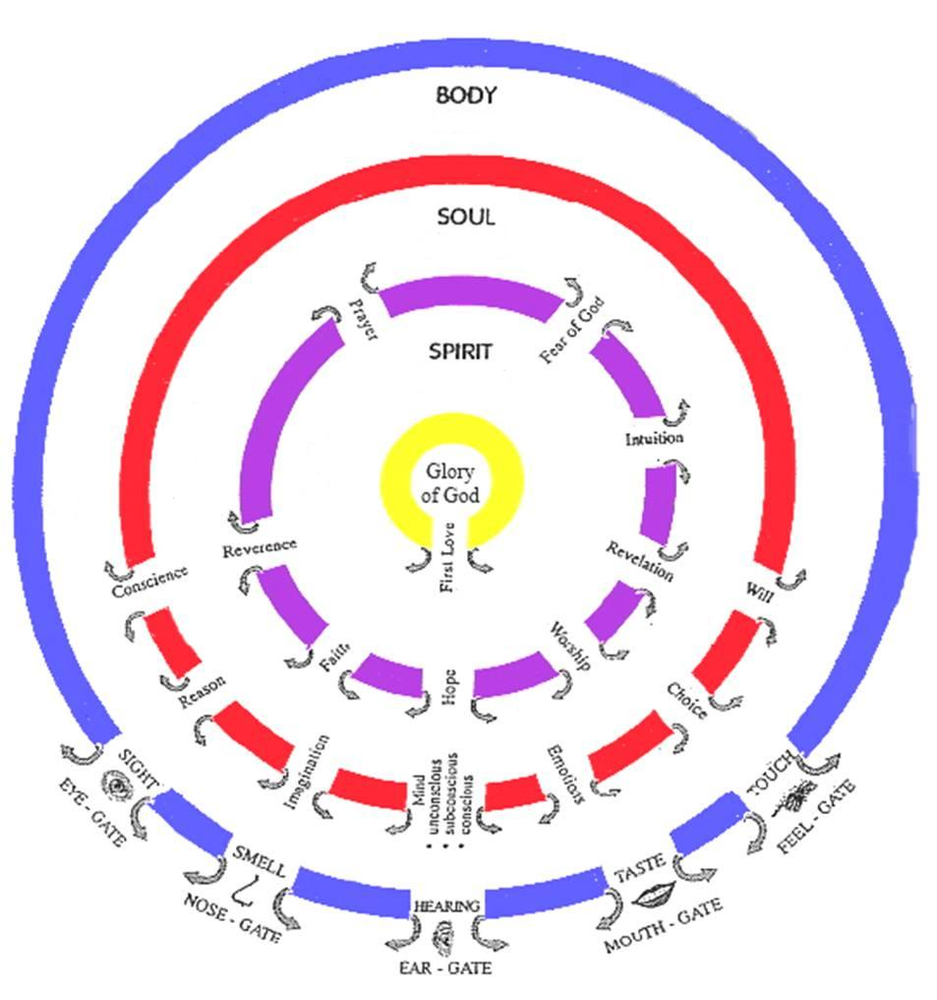 BODY
SOUL
SPIRIT
Prayer
Fear of God
Intuition
Glory
of God
First Love
Reverence
Revelation
Conscience
Will
Faith
Worship
Hope
Reason
Choice
Imagination
Mind
unconscious
subconscious
conscious
...
Emotions
SIGHT
EYE - GATE
TOUCH
FEEL - GATE
SMELL
NOSE - GATE
TASTE
MOUTH - GATE
HEARING
EAR - GATE